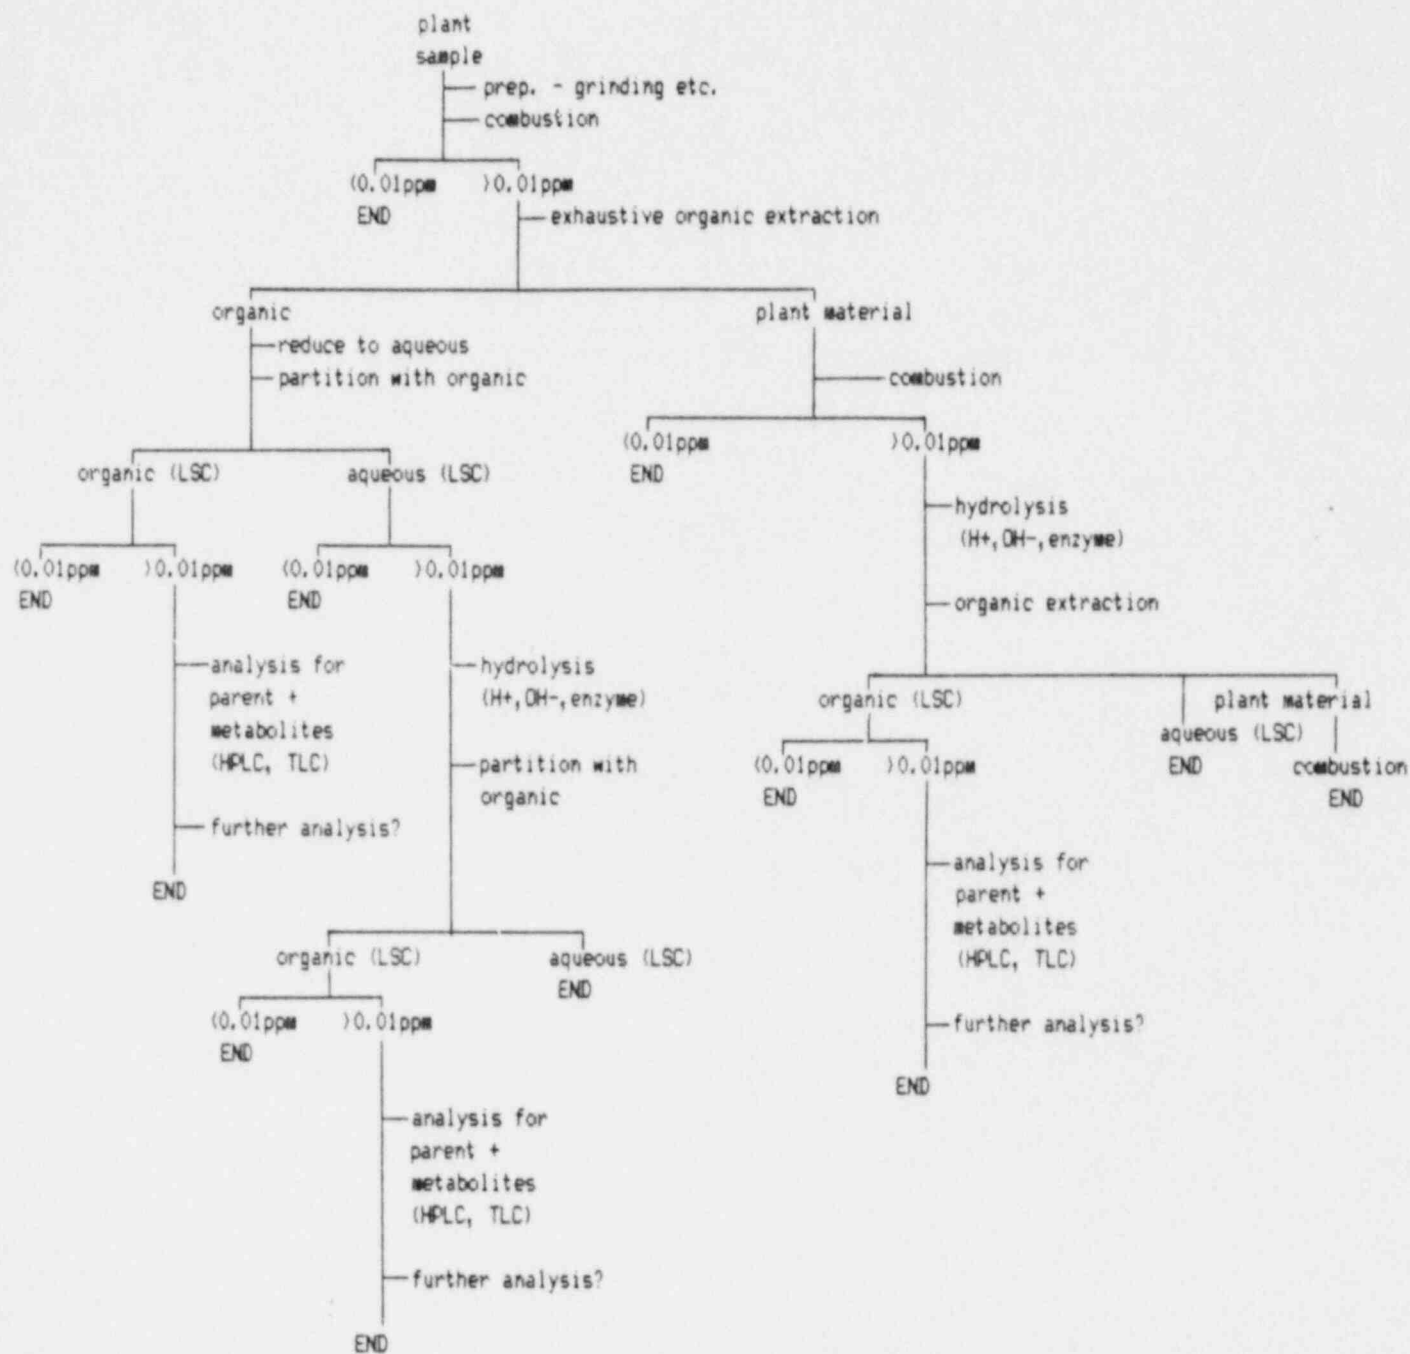 plant
sample
prep. - grinding etc.
combustion
(0.01ppm )0.01ppm
END
exhaustive organic extraction
organic
plant material
reduce to aqueous
partition with organic
combustion
(0.01ppm )0.01ppm
END
organic (LSC) aqueous (LSC)
hydrolysis
(H+,OH-,enzyme)
(0.01ppm )0.01ppm (0.01ppm )0.01ppm
END END
organic extraction
analysis for
parent +
metabolites
(HPLC, TLC)
further analysis?
END
hydrolysis
(H+,OH-,enzyme)
partition with
organic
organic (LSC) aqueous (LSC)
END
(0.01ppm )0.01ppm
END
analysis for
parent +
metabolites
(HPLC, TLC)
further analysis?
END
organic (LSC)
aqueous (LSC)
END
plant material
combustion
END
(0.01ppm )0.01ppm
END
analysis for
parent +
metabolites
(HPLC, TLC)
further analysis?
END